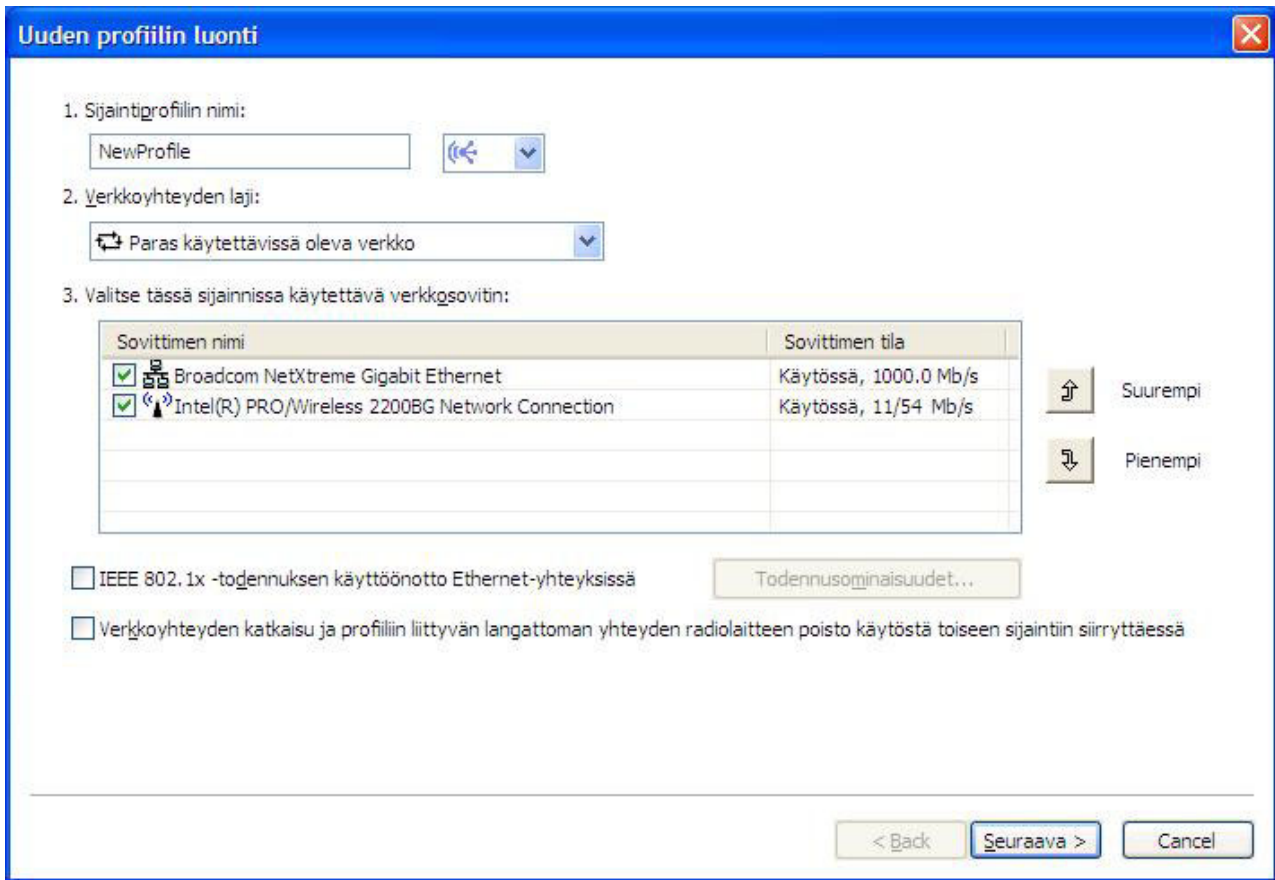 Uuden profiilin luonti
1. Sijaintiprofiilin nimi:
NewProfile
2. Verkkoyhteyden laji:
Paras käytettävissä oleva verkko
3. Valitse tässä sijainnissa käytettävä verkkosovitin:
Sovittimen nimi Sovittimen tila
Broadcom NetXtreme Gigabit Ethernet Käytössä, 1000.0 Mb/s
Intel(R) PRO/Wireless 2200BG Network Connection Käytössä, 11/54 Mb/s
Suurempi
Pienempi
IEEE 802.1x -todennuksen käyttöönotto Ethernet-yhteyksissä Todennusominaisuudet...
Verkkoyhteyden katkaisu ja profiliin liittyvän langattoman yhteyden radiolaitteen poisto käytöstä toiseen sijaintiin siirryttäessä
< Back Seuraava > Cancel